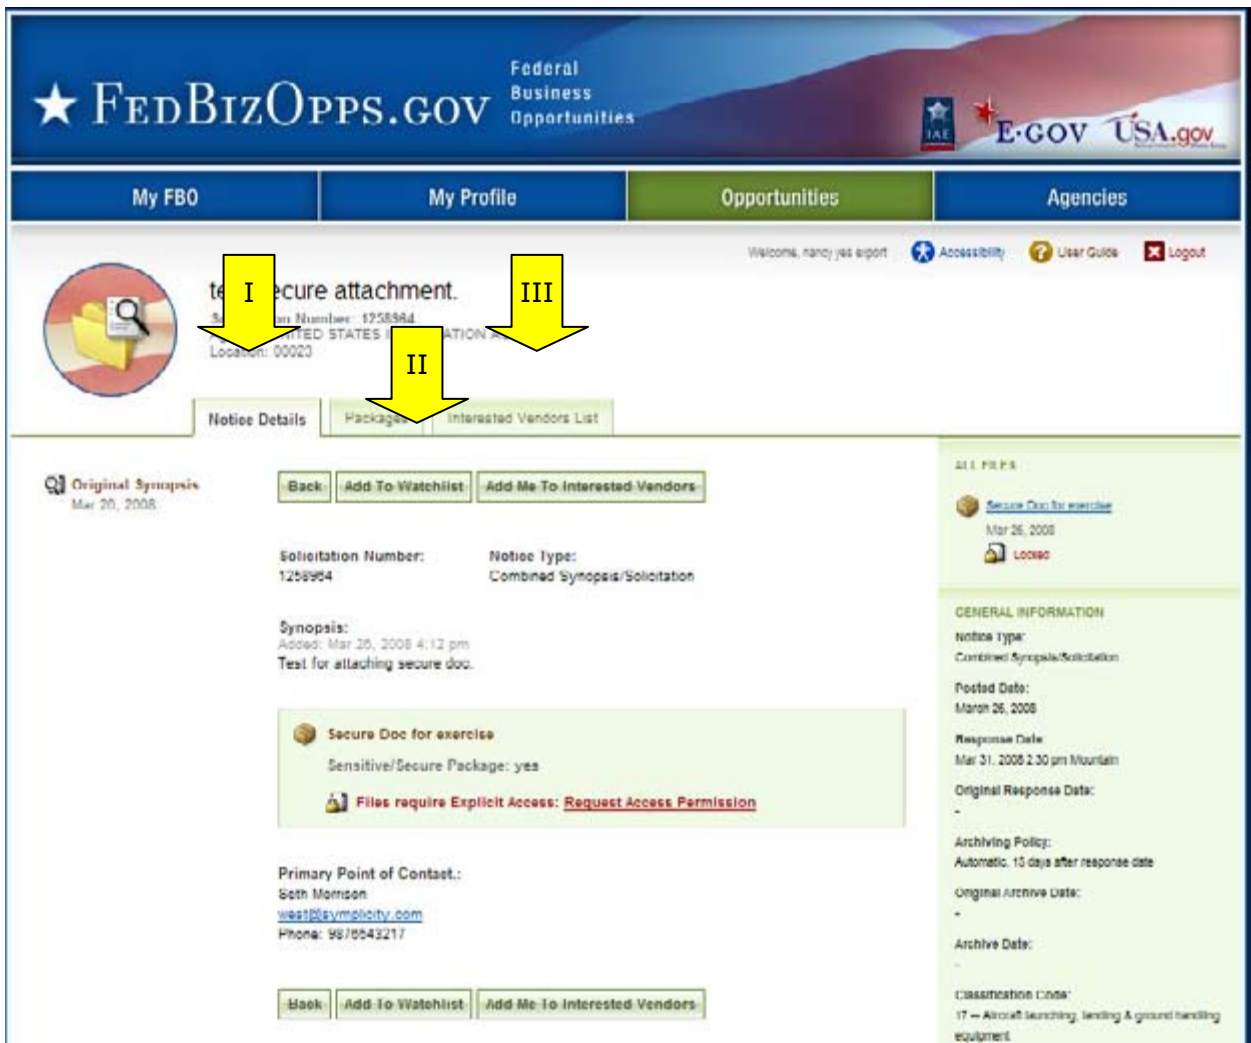 FEDBIZOPPS.GOV
Federal
Business
Opportunities
IAE
E-GOV
USA.gov
My FBO
My Profile
Opportunities
Agencies
Welcome, nancy yes export
Accessibility
User Guide
Logout
I
II
III
secure attachment.
Number: 1258964
STATES
Location: 00023
Notice Details
Packages
Interested Vendors List
Original Synopsis
Mar 26, 2008
Back
Add To Watchlist
Add Me To Interested Vendors
Solicitation Number:
1258964
Notice Type:
Combined Synopsis/Solicitation
Synopsis:
Added: Mar 26, 2008 4:12 pm
Test for attaching secure doc.
Secure Doc for exercise
Sensitive/Secure Package: yes
Files require Explicit Access: Request Access Permission
Primary Point of Contact.:
Seth Morrison
west@symplicity.com
Phone: 9876543217
Back
Add To Watchlist
Add Me To Interested Vendors
ALL FILES
Secure Doc for exercise
Mar 26, 2008
Locked
GENERAL INFORMATION
Notice Type:
Combined Synopsis/Solicitation
Posted Date:
March 26, 2008
Response Date:
Mar 31, 2008 2:30 pm Mountain
Original Response Date:
-
Archiving Policy:
Automatic, 15 days after response date
Original Archive Date:
-
Archive Date:
-
Classification Code:
17 -- Aircraft launching, landing & ground handling
equipment